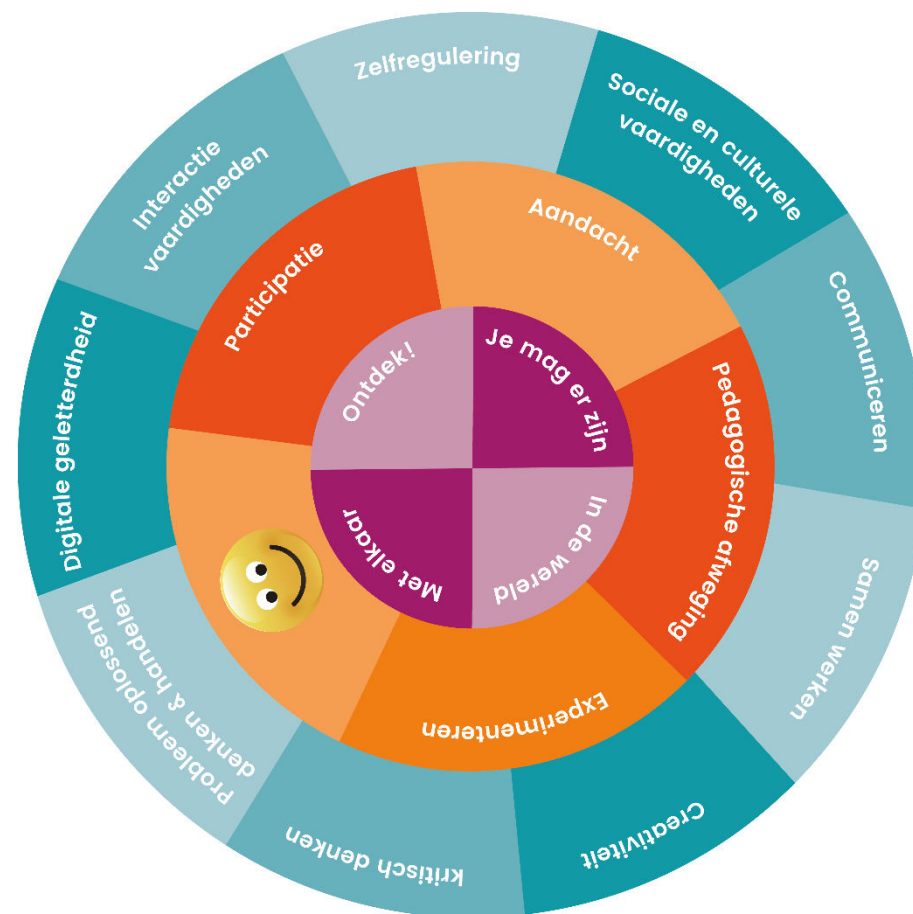 Zelfregulering
Sociale en culturele
vaardigheden
Communiceren
Samen werken
Creativiteit
kritisch denken
Probleem oplossend
denken & handelen
Digitale geletterdheid
Interactie
vaardigheden
Aandacht
Pedagogische afweging
Experimenteren
Participatie
Je mag er zijn
In de wereld
Met elkaar
Ontdek!